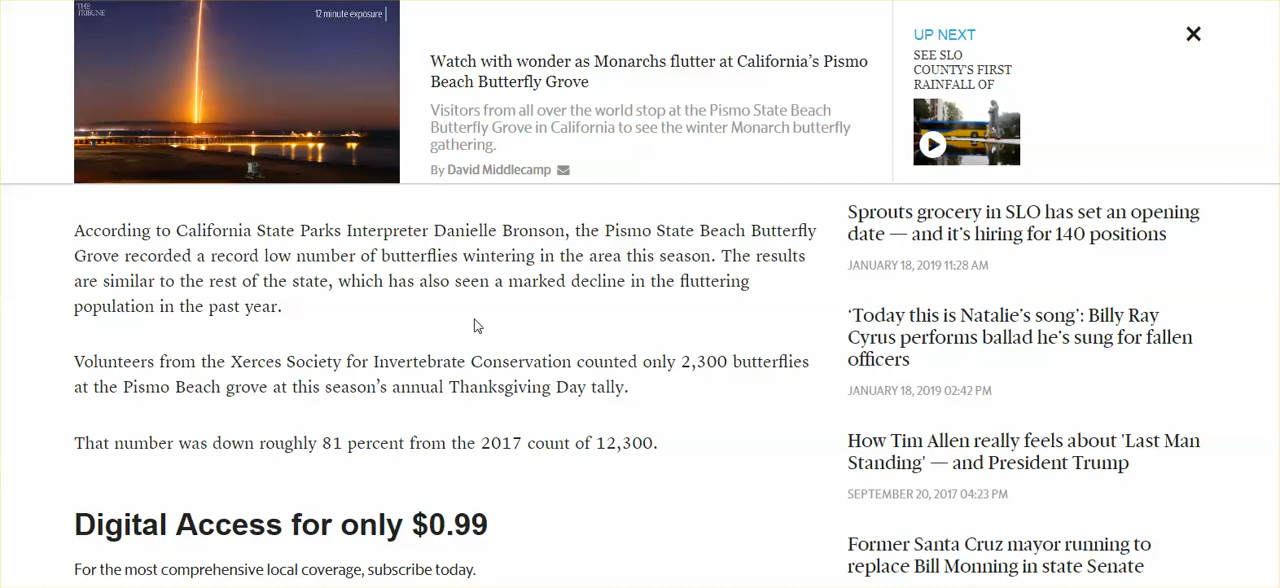 THE
TRIBUNE
12 minute exposure
Watch with wonder as Monarchs flutter at California's Pismo
Beach Butterfly Grove
Visitors from all over the world stop at the Pismo State Beach
Butterfly Grove in California to see the winter Monarch butterfly
gathering.
By David Middlecamp
UP NEXT
SEE SLO
COUNTY'S FIRST
RAINFALL OF
According to California State Parks Interpreter Danielle Bronson, the Pismo State Beach Butterfly
Grove recorded a record low number of butterflies wintering in the area this season. The results
are similar to the rest of the state, which has also seen a marked decline in the fluttering
population in the past year.
Volunteers from the Xerces Society for Invertebrate Conservation counted only 2,300 butterflies
at the Pismo Beach grove at this season's annual Thanksgiving Day tally.
That number was down roughly 81 percent from the 2017 count of 12,300.
Digital Access for only $0.99
For the most comprehensive local coverage, subscribe today.
Sprouts grocery in SLO has set an opening
date — and it's hiring for 140 positions
JANUARY 18, 2019 11:28 AM
‘Today this is Natalie's song’: Billy Ray
Cyrus performs ballad he's sung for fallen
officers
JANUARY 18, 2019 02:42 PM
How Tim Allen really feels about 'Last Man
Standing' — and President Trump
SEPTEMBER 20, 2017 04:23 PM
Former Santa Cruz mayor running to
replace Bill Monning in state Senate